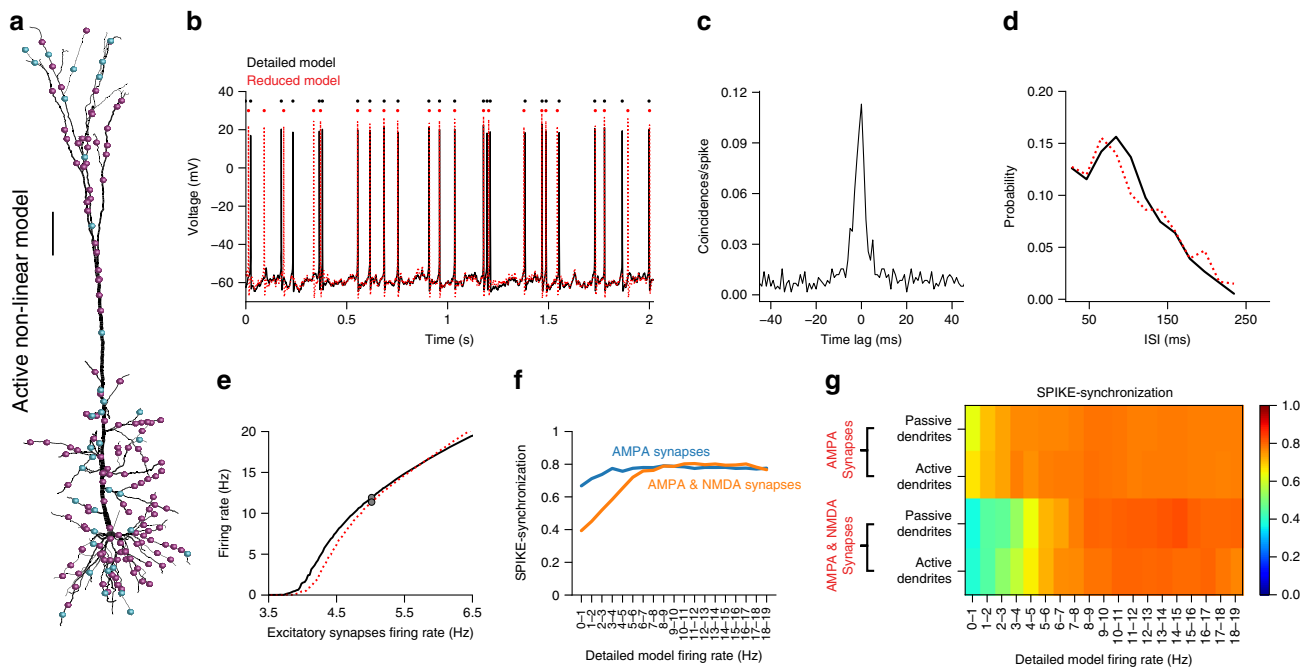 a
Active non-linear model
b
Detailed model
Reduced model
40
20
0
−20
−40
−60
Voltage (mV)
0
0.5
1
1.5
2
Time (s)
c
0.12
0.09
0.06
0.03
0.00
Coincidences/spike
−40
−20
0
20
40
Time lag (ms)
d
0.20
0.15
0.10
0.05
0.00
Probability
50
150
250
ISI (ms)
e
20
15
10
5
0
Firing rate (Hz)
3.5
4.5
5.5
6.5
Excitatory synapses firing rate (Hz)
f
1
0.8
0.6
0.4
0.2
0
SPIKE-synchronization
AMPA synapses
AMPA & NMDA synapses
0–1
1–2
2–3
3–4
4–5
5–6
6–7
7–8
8–9
9–10
10–11
11–12
12–13
13–14
14–15
15–16
16–17
17–18
18–19
Detailed model firing rate (Hz)
g
SPIKE-synchronization
AMPA
Synapses
Passive
dendrites
Active
dendrites
AMPA & NMDA
Synapses
Passive
dendrites
Active
dendrites
0–1
1–2
2–3
3–4
4–5
5–6
6–7
7–8
9–10
10–11
11–12
12–13
13–14
14–15
15–16
16–17
17–18
18–19
Detailed model firing rate (Hz)
1.0
0.8
0.6
0.4
0.2
0.0